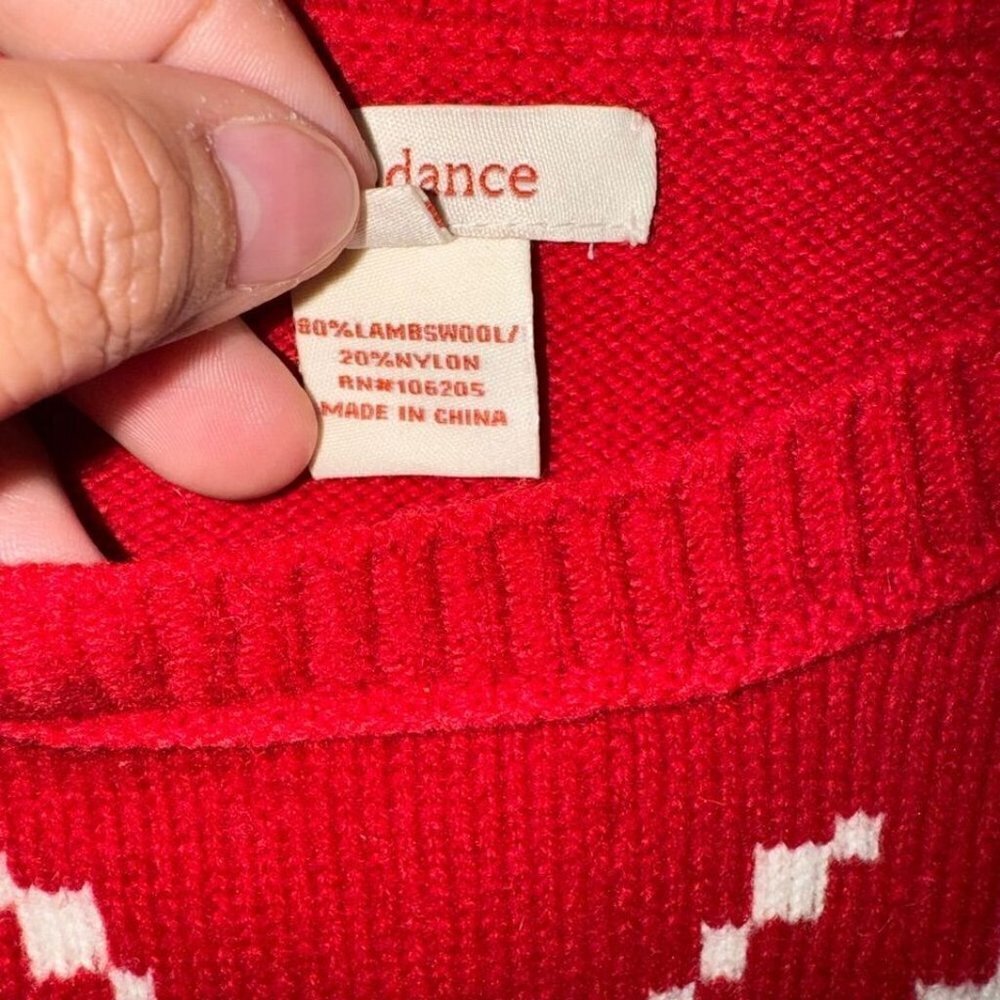 dance
80%LAMBSWOOL/
20%NYLON
RN#106205
MADE IN CHINA